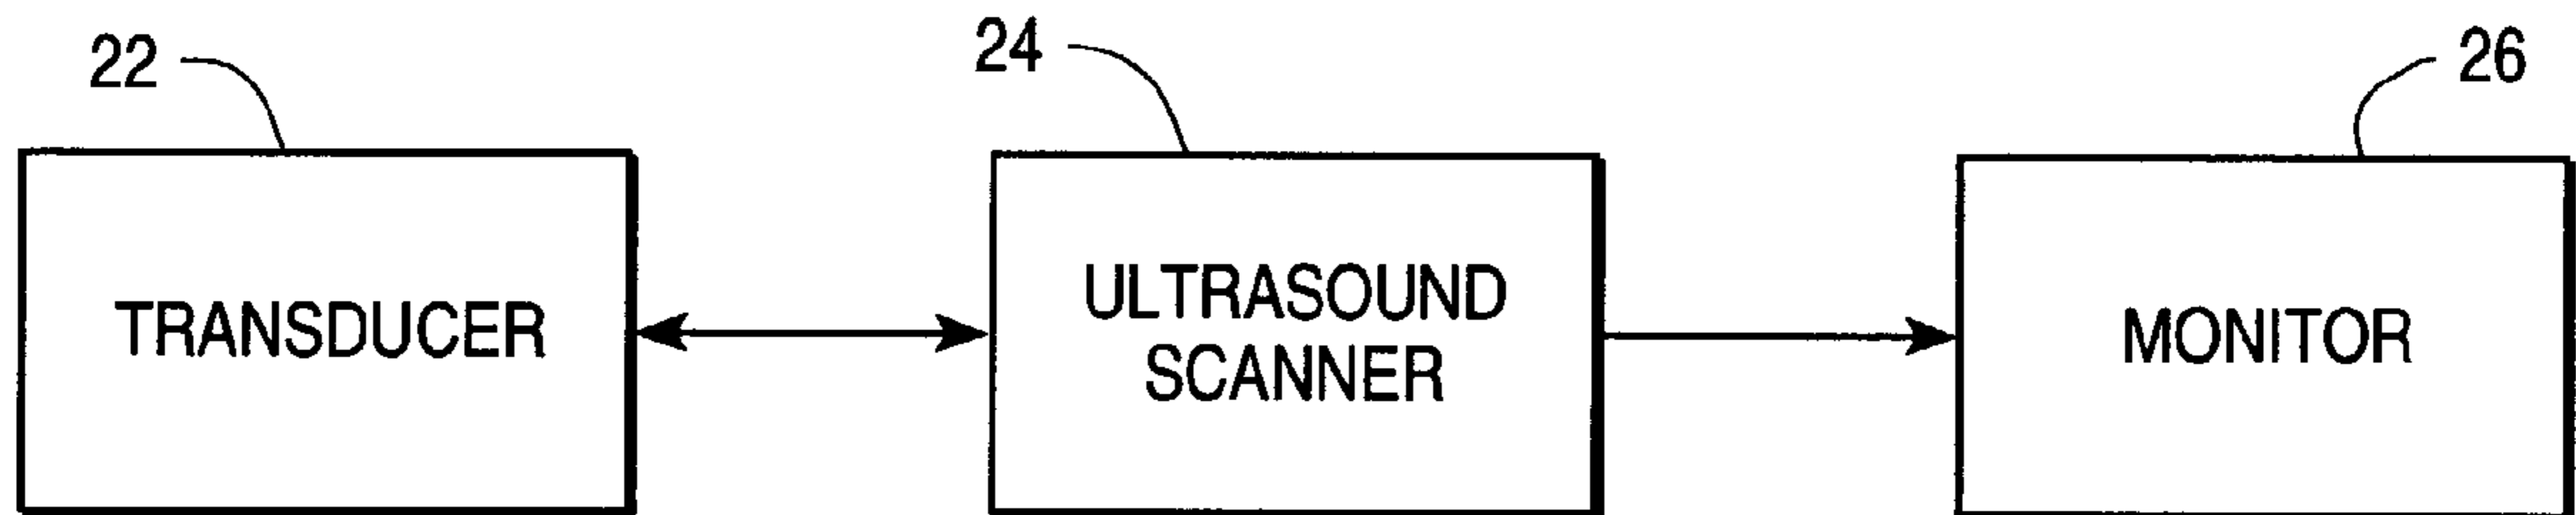 22
24
26
TRANSDUCER
ULTRASOUND
SCANNER
MONITOR